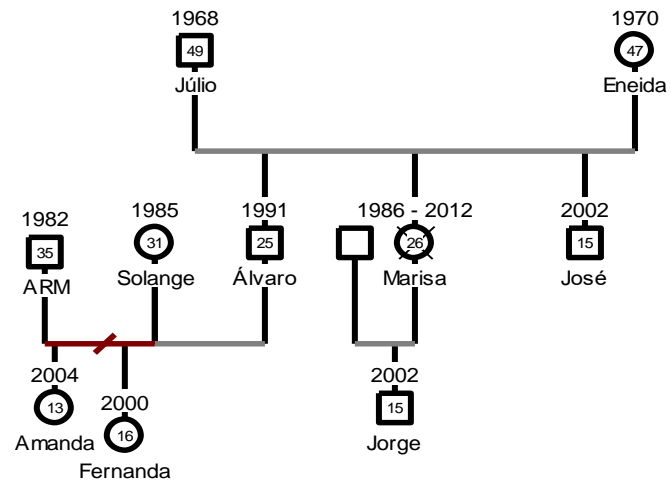 1968 1970
49 47
Júlio Eneida
1982 1985 1991 1986 - 2012 2002
35 31 25 26 15
ARM Solange Álvaro Marisa José
2004 2000 2002
13 16 15
Amanda Fernanda Jorge